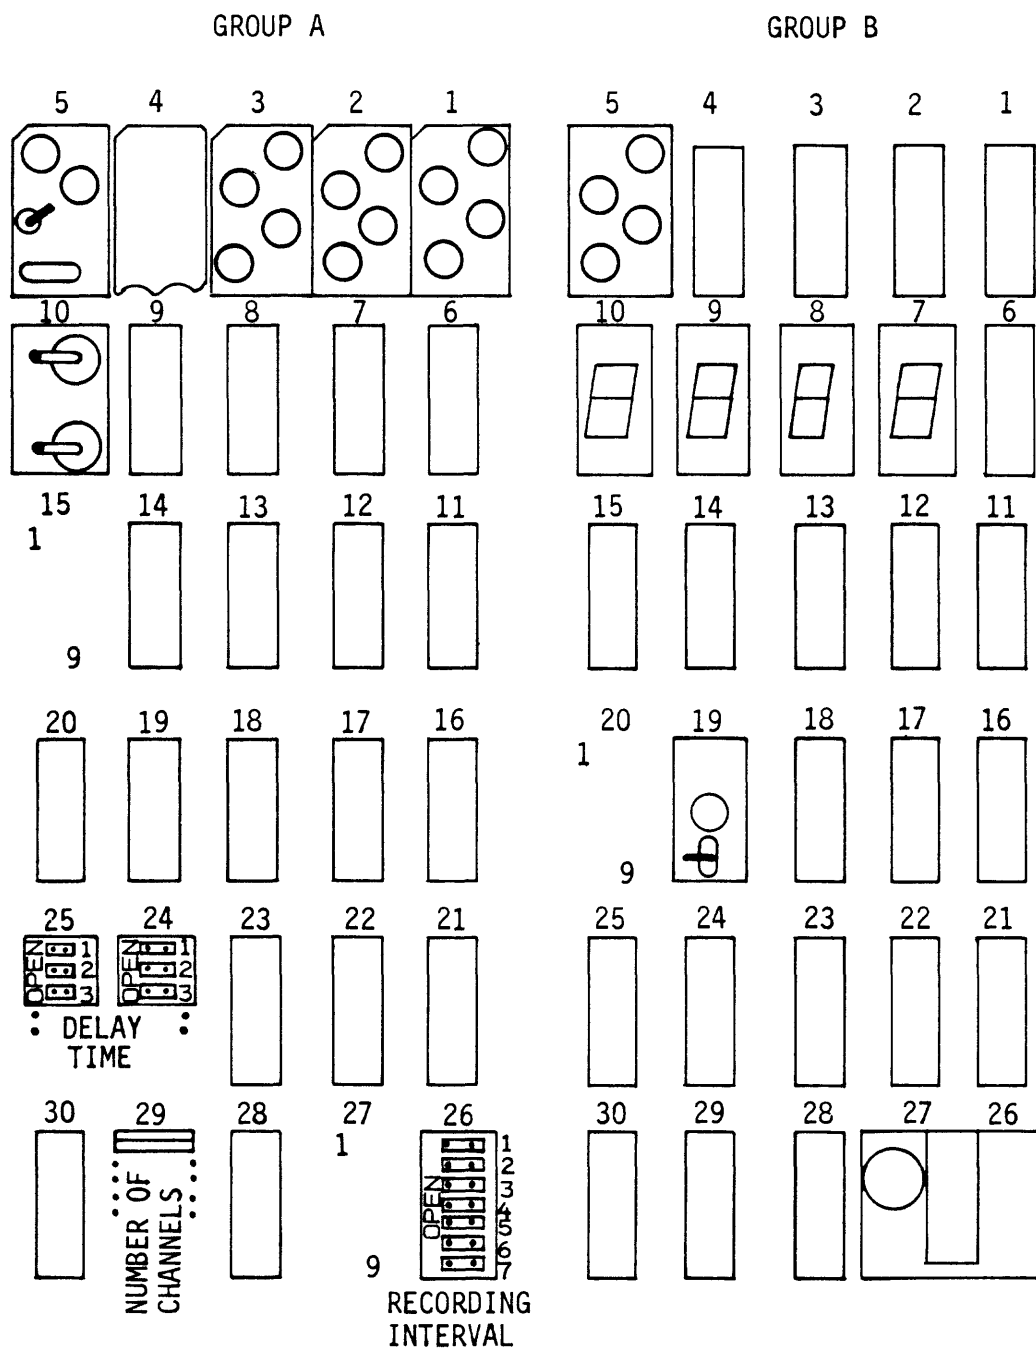 GROUP A GROUP B
5 4 3 2 1 5 4 3 2 1
10 9 8 7 6 10 9 8 7 6
15 14 13 12 11 15 14 13 12 11
1
9
20 19 18 17 16 20 19 18 17 16
1
9
25 24 23 22 21 25 24 23 22 21
OPEN 1 OPEN 1
2 2
3 3
DELAY
TIME
30 29 28 27 26 30 29 28 27 26
1
OPEN
1
2
3
4
5
6
7
9
NUMBER OF
CHANNELS
RECORDING
INTERVAL